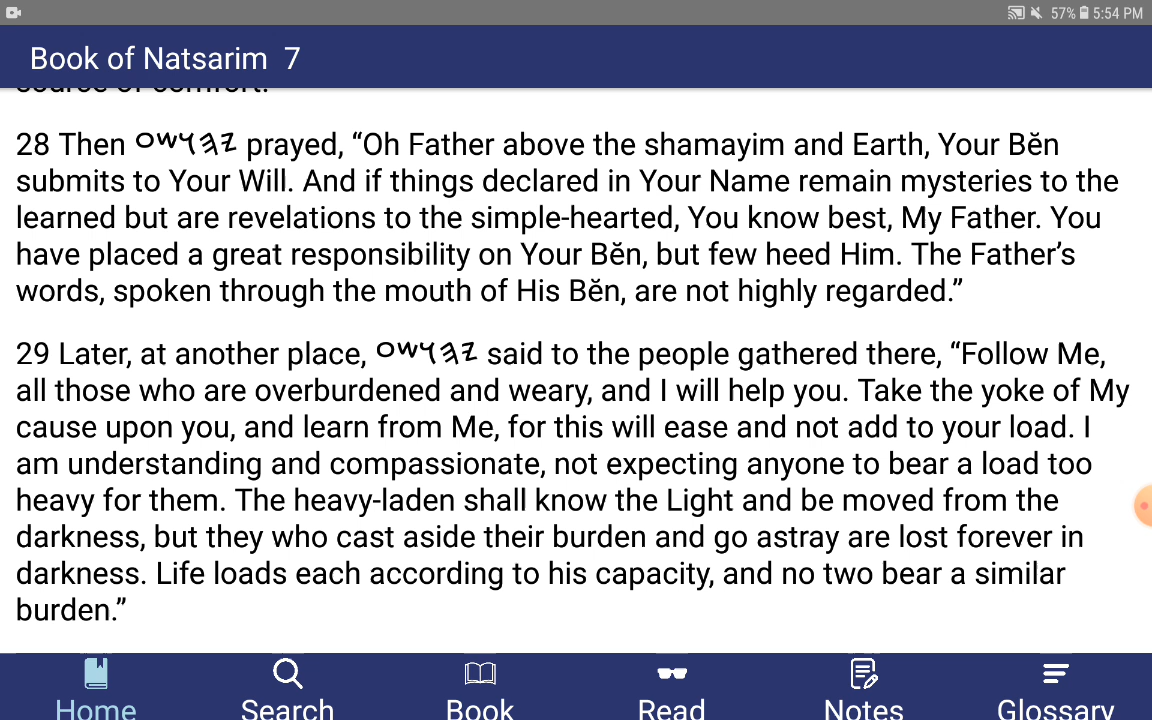 57% 5:54 PM
Book of Natsarim 7
source of comfort.
28 Then 𐤉𐤄𐤅𐤔𐤏 prayed, “Oh Father above the shamayim and Earth, Your Bĕn
submits to Your Will. And if things declared in Your Name remain mysteries to the
learned but are revelations to the simple-hearted, You know best, My Father. You
have placed a great responsibility on Your Bĕn, but few heed Him. The Father’s
words, spoken through the mouth of His Bĕn, are not highly regarded.”
29 Later, at another place, 𐤉𐤄𐤅𐤔𐤏 said to the people gathered there, “Follow Me,
all those who are overburdened and weary, and I will help you. Take the yoke of My
cause upon you, and learn from Me, for this will ease and not add to your load. I
am understanding and compassionate, not expecting anyone to bear a load too
heavy for them. The heavy-laden shall know the Light and be moved from the
darkness, but they who cast aside their burden and go astray are lost forever in
darkness. Life loads each according to his capacity, and no two bear a similar
burden.”
Home Search Book Read Notes Glossary